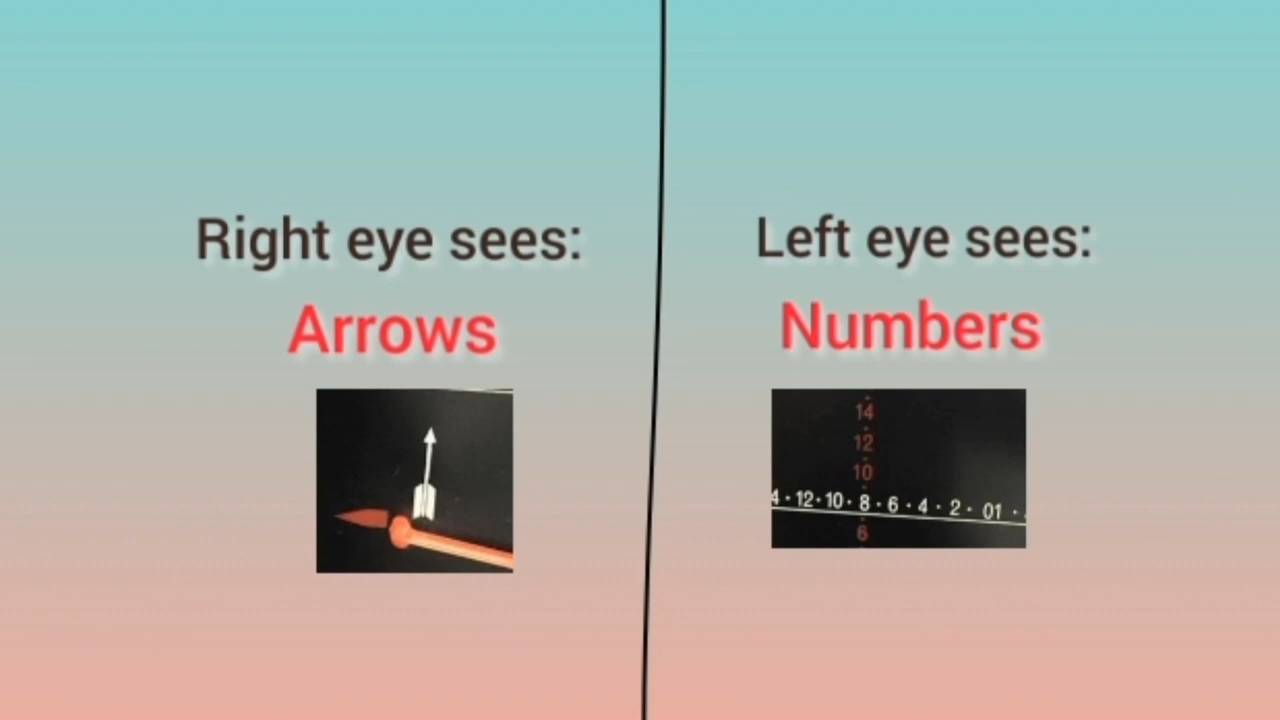 Right eye sees:
Arrows
Left eye sees:
Numbers
14
12
10
4 · 12 · 10 · 8 · 6 · 4 · 2 · 01 ·
6